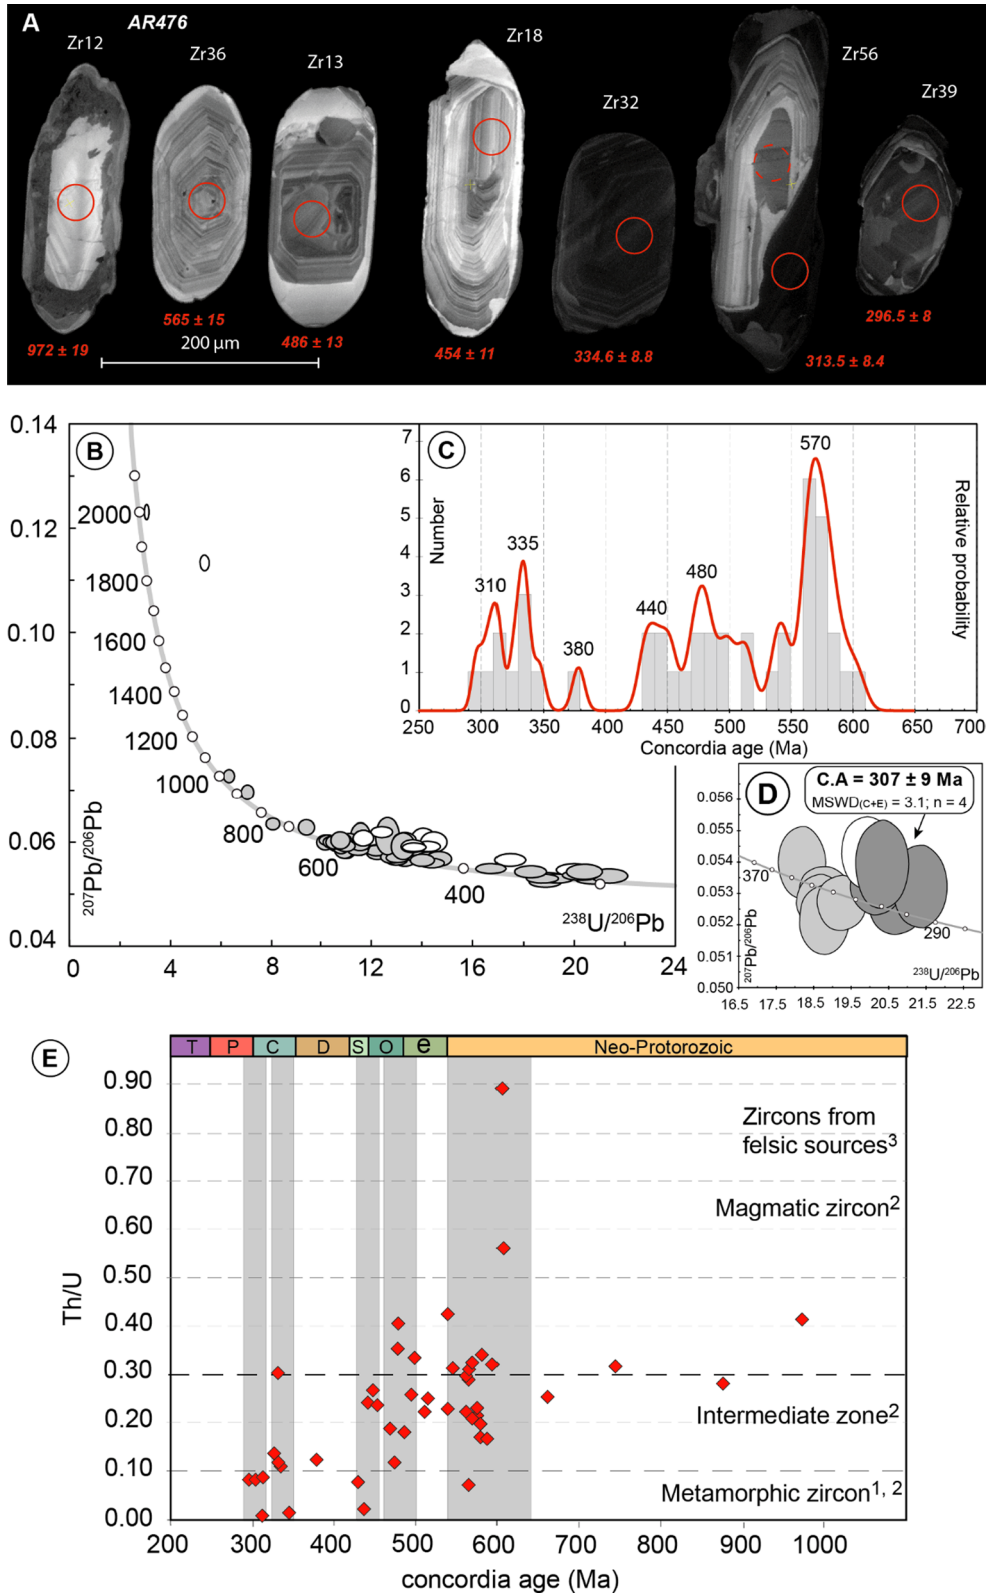 A
AR476
Zr12
Zr36
Zr13
Zr18
Zr32
Zr56
Zr39
972 ± 19
565 ± 15
486 ± 13
454 ± 11
334.6 ± 8.8
313.5 ± 8.4
296.5 ± 8
200 µm
B
0.14
0.12
0.10
0.08
0.06
0.04
207Pb/206Pb
2000
1800
1600
1400
1200
1000
800
600
400
238U/206Pb
0
4
8
12
16
20
24
C
7
6
5
4
3
2
1
0
Number
Relative probability
310
335
380
440
480
570
250
300
350
400
450
500
550
600
650
700
Concordia age (Ma)
D
C.A = 307 ± 9 Ma
MSWD(C+E) = 3.1; n = 4
0.056
0.055
0.054
0.053
0.052
0.051
0.050
207Pb/206Pb
370
290
238U/206Pb
16.5
17.5
18.5
19.5
20.5
21.5
22.5
E
T
P
C
D
S
O
e
Neo-Protorozoic
0.90
0.80
0.70
0.60
0.50
0.40
0.30
0.20
0.10
0.00
Th/U
Zircons from
felsic sources3
Magmatic zircon2
Intermediate zone2
Metamorphic zircon1, 2
200
300
400
500
600
700
800
900
1000
concordia age (Ma)